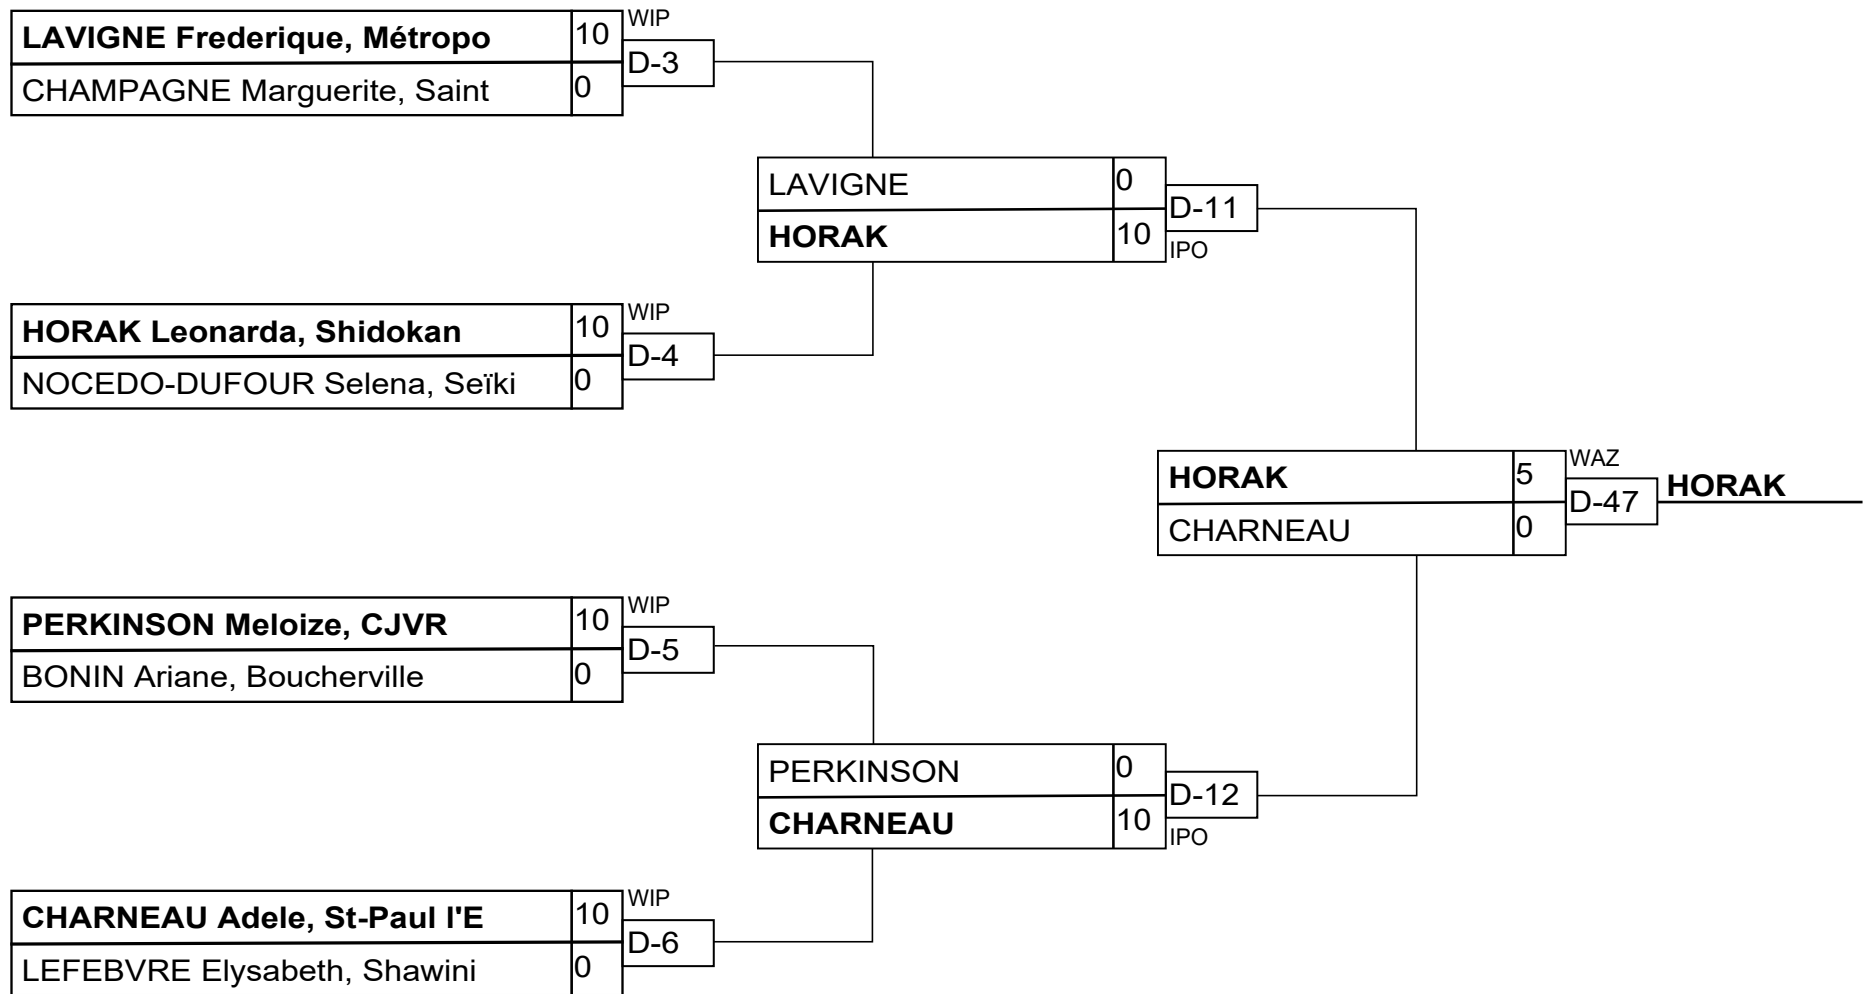 LAVIGNE Frederique, Métropo 10 WIP
D-3
CHAMPAGNE Marguerite, Saint 0
LAVIGNE 0
D-11
HORAK 10 IPO
HORAK Leonarda, Shidokan 10 WIP
D-4
NOCEDO-DUFOUR Selena, Seïki 0
HORAK 5 WAZ
D-47 HORAK
CHARNEAU 0
PERKINSON Meloize, CJVR 10 WIP
D-5
BONIN Ariane, Boucherville 0
PERKINSON 0
D-12
CHARNEAU 10 IPO
CHARNEAU Adele, St-Paul l'E 10 WIP
D-6
LEFEBVRE Elysabeth, Shawini 0